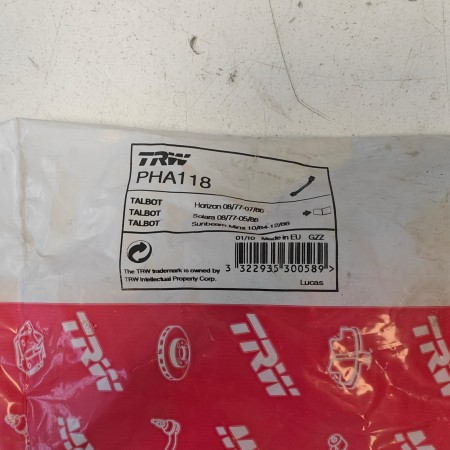 TRW
PHA118
TALBOT Horizon 08/77-07/86
TALBOT Solara 08/77-05/86
TALBOT Sunbeam Minx 10/84-12/86
01/10 Made in EU GZZ
3 322935 300589 >
The TRW trademark is owned by
TRW Intellectual Property Corp.
Lucas
TRW
TRW
TRW
TRW